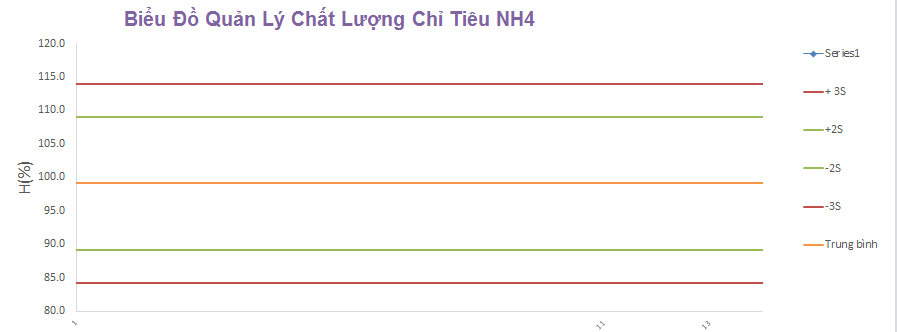 Biểu Đồ Quản Lý Chất Lượng Chỉ Tiêu NH4
120.0
115.0
110.0
105.0
100.0
95.0
90.0
85.0
80.0
H(%)
1
11
13
Series1
+ 3S
+2S
-2S
-3S
Trung bình